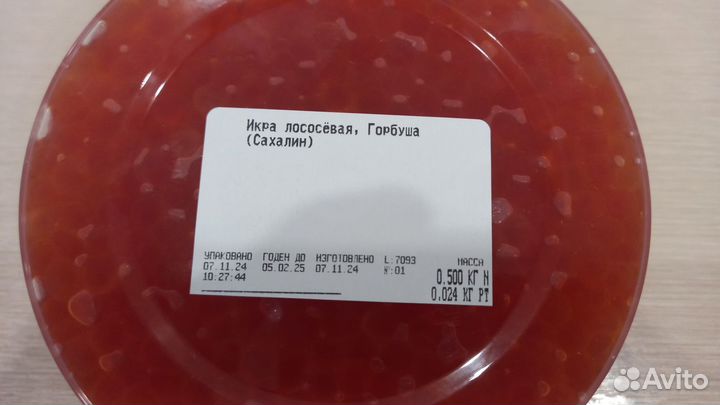 Икра лососёвая, Горбуша
(Сахалин)
УПАКОВАНО ГОДЕН ДО ИЗГОТОВЛЕНО L:7093 МАССА
07.11.24 05.02.25 07.11.24 №:01 0.500 КГ N
10:27:44 0.024 КГ PT
Avito